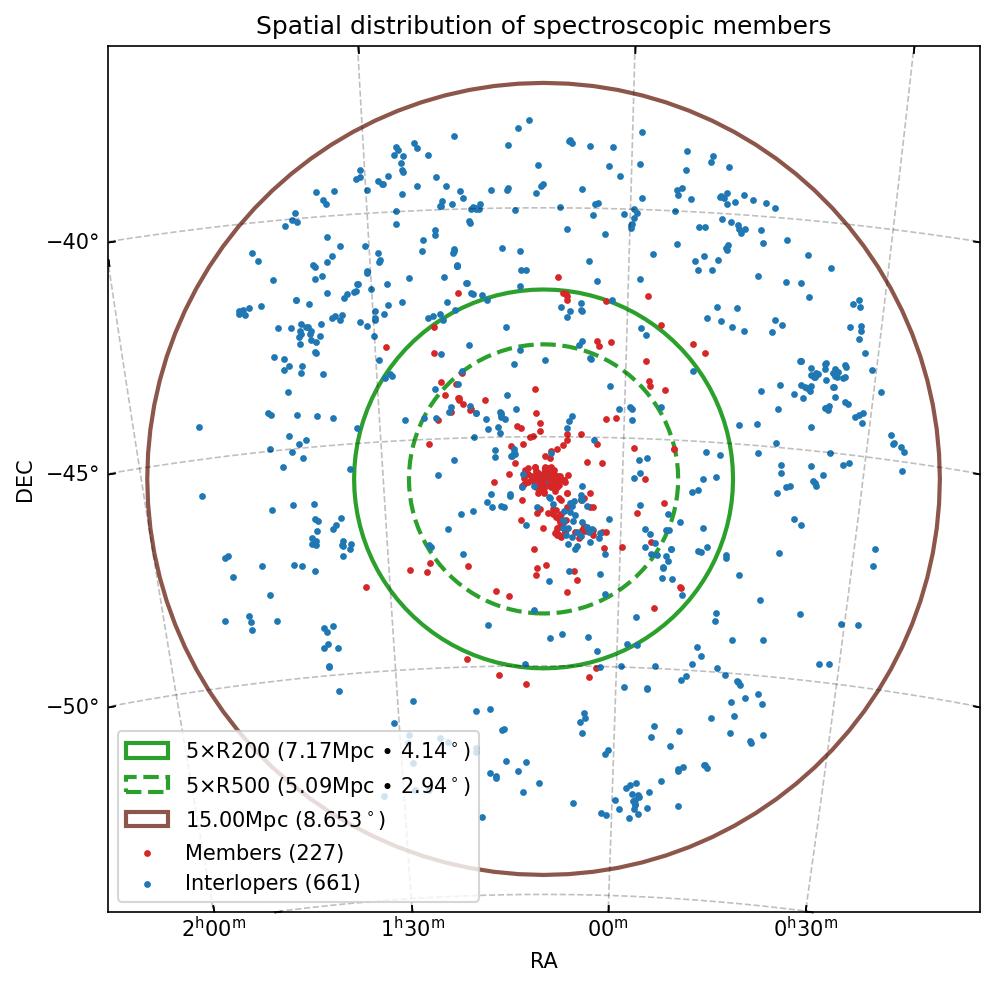 Spatial distribution of spectroscopic members
−40°
−45°
−50°
DEC
5×R200 (7.17Mpc • 4.14°)
5×R500 (5.09Mpc • 2.94°)
15.00Mpc (8.653°)
Members (227)
Interlopers (661)
2ʰ00ᵐ 1ʰ30ᵐ 00ᵐ 0ʰ30ᵐ
RA